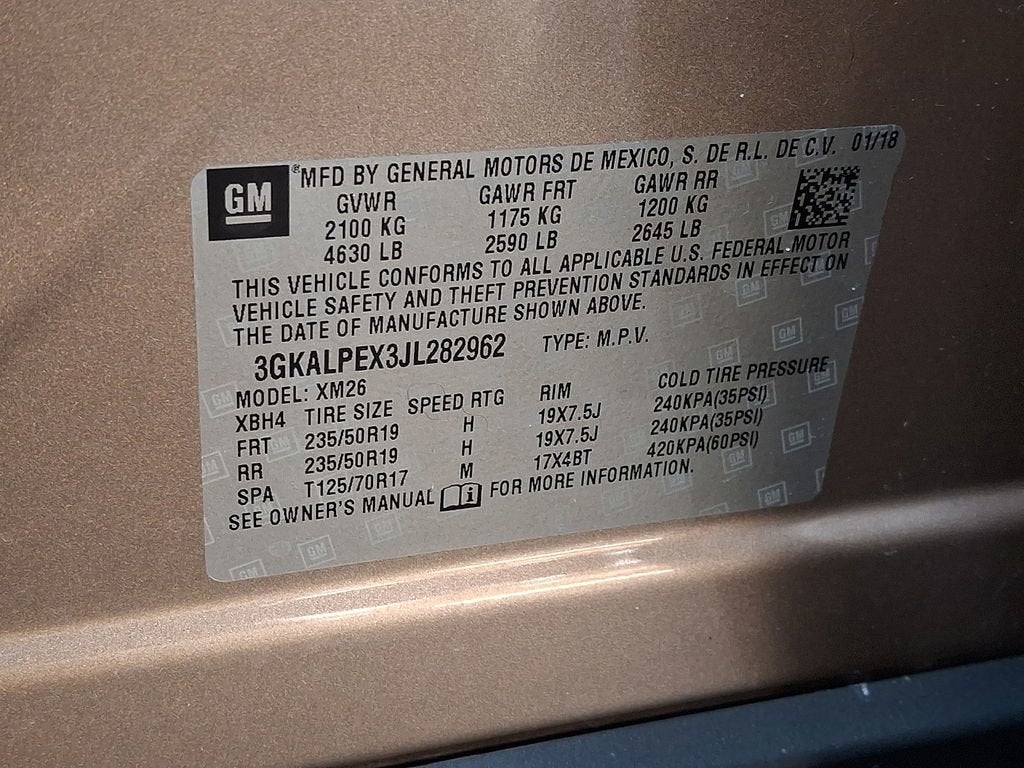 GM
® MFD BY GENERAL MOTORS DE MEXICO, S. DE R.L. DE C.V. 01/18
GVWR GAWR FRT GAWR RR
2100 KG 1175 KG 1200 KG
4630 LB 2590 LB 2645 LB
THIS VEHICLE CONFORMS TO ALL APPLICABLE U.S. FEDERAL MOTOR
VEHICLE SAFETY AND THEFT PREVENTION STANDARDS IN EFFECT ON
THE DATE OF MANUFACTURE SHOWN ABOVE.
3GKALPEX3JL282962 TYPE: M.P.V.
MODEL: XM26
XBH4 TIRE SIZE SPEED RTG RIM COLD TIRE PRESSURE
FRT 235/50R19 H 19X7.5J 240KPA(35PSI)
RR 235/50R19 H 19X7.5J 240KPA(35PSI)
SPA T125/70R17 M 17X4BT 420KPA(60PSI)
SEE OWNER'S MANUAL i FOR MORE INFORMATION.